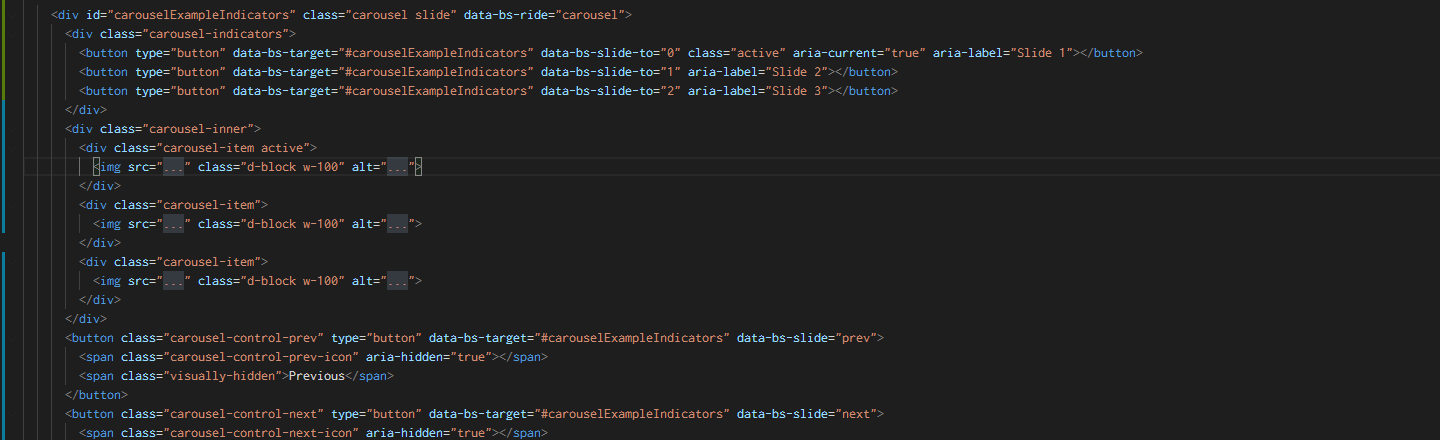 <div id="carouselExampleIndicators" class="carousel slide" data-bs-ride="carousel">
<div class="carousel-indicators">
<button type="button" data-bs-target="#carouselExampleIndicators" data-bs-slide-to="0" class="active" aria-current="true" aria-label="Slide 1"></button>
<button type="button" data-bs-target="#carouselExampleIndicators" data-bs-slide-to="1" aria-label="Slide 2"></button>
<button type="button" data-bs-target="#carouselExampleIndicators" data-bs-slide-to="2" aria-label="Slide 3"></button>
</div>
<div class="carousel-inner">
<div class="carousel-item active">
<img src="..." class="d-block w-100" alt="...">
</div>
<div class="carousel-item">
<img src="..." class="d-block w-100" alt="...">
</div>
<div class="carousel-item">
<img src="..." class="d-block w-100" alt="...">
</div>
</div>
<button class="carousel-control-prev" type="button" data-bs-target="#carouselExampleIndicators" data-bs-slide="prev">
<span class="carousel-control-prev-icon" aria-hidden="true"></span>
<span class="visually-hidden">Previous</span>
</button>
<button class="carousel-control-next" type="button" data-bs-target="#carouselExampleIndicators" data-bs-slide="next">
<span class="carousel-control-next-icon" aria-hidden="true"></span>